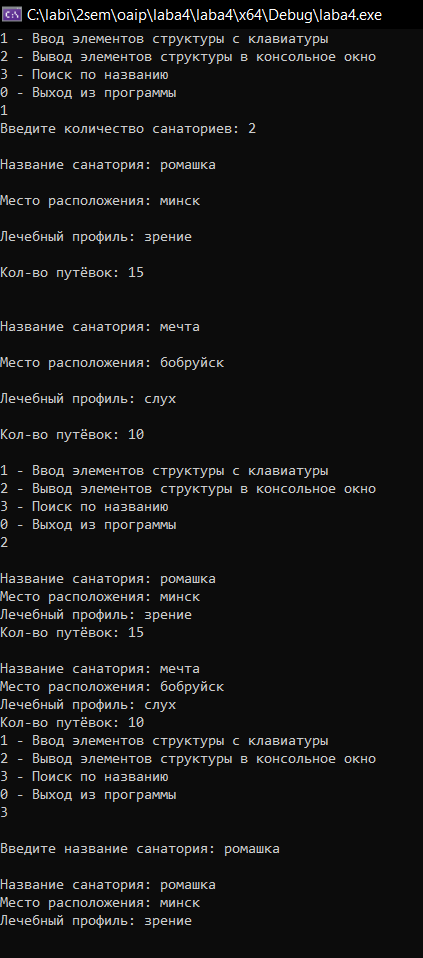 C:\labi\2sem\oaip\laba4\laba4\x64\Debug\laba4.exe
1 - Ввод элементов структуры с клавиатуры
2 - Вывод элементов структуры в консольное окно
3 - Поиск по названию
0 - Выход из программы
1
Введите количество санаториев: 2
Название санатория: ромашка
Место расположения: минск
Лечебный профиль: зрение
Кол-во путёвок: 15
Название санатория: мечта
Место расположения: бобруйск
Лечебный профиль: слух
Кол-во путёвок: 10
1 - Ввод элементов структуры с клавиатуры
2 - Вывод элементов структуры в консольное окно
3 - Поиск по названию
0 - Выход из программы
2
Название санатория: ромашка
Место расположения: минск
Лечебный профиль: зрение
Кол-во путёвок: 15
Название санатория: мечта
Место расположения: бобруйск
Лечебный профиль: слух
Кол-во путёвок: 10
1 - Ввод элементов структуры с клавиатуры
2 - Вывод элементов структуры в консольное окно
3 - Поиск по названию
0 - Выход из программы
3
Введите название санатория: ромашка
Название санатория: ромашка
Место расположения: минск
Лечебный профиль: зрение